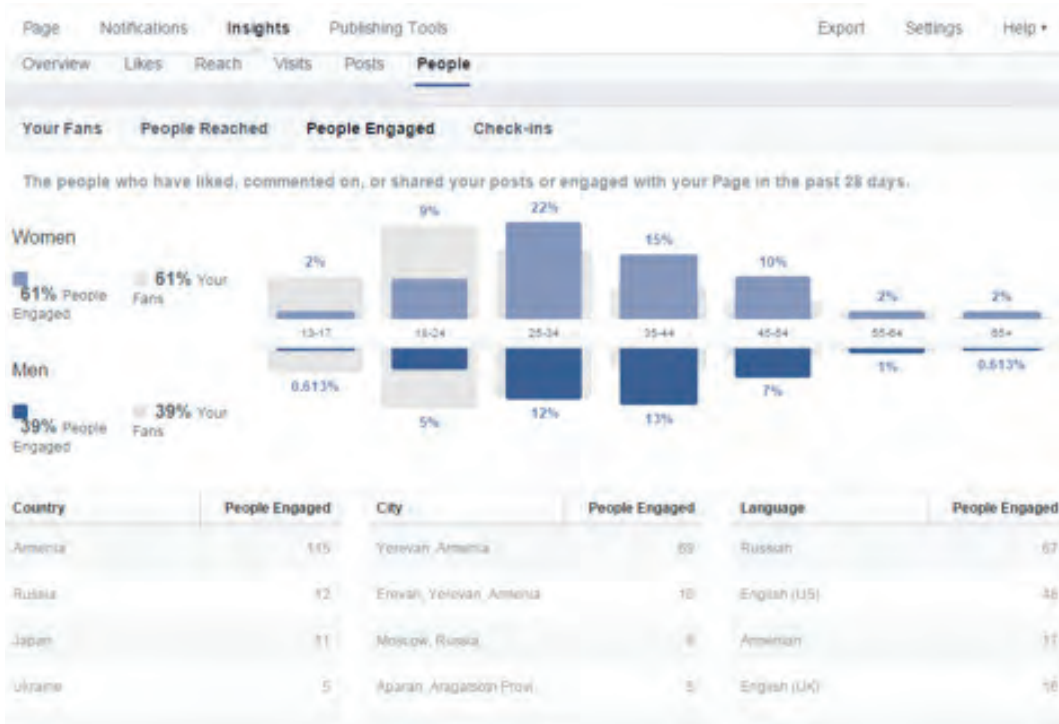 Page Notifications Insights Publishing Tools Export Settings Help
Overview Likes Reach Visits Posts People
Your Fans People Reached People Engaged Check-ins
The people who have liked, commented on, or shared your posts or engaged with your Page in the past 28 days.
Women
61% People Engaged
61% Your Fans
2% 9% 22% 15% 10% 2% 2%
13-17 18-24 25-34 35-44 45-54 55-64 65+
Men
39% People Engaged
39% Your Fans
0.613% 5% 12% 13% 7% 1% 0.613%
Country People Engaged City People Engaged Language People Engaged
Armenia 115 Yerevan, Armenia 69 Russian 67
Russia 12 Erevan, Yerevan, Armenia 10 English (US) 48
Japan 11 Moscow, Russia Armenian 17
Ukraine 5 Aparan, Aragatsotn Provi... 5 English (UK) 16